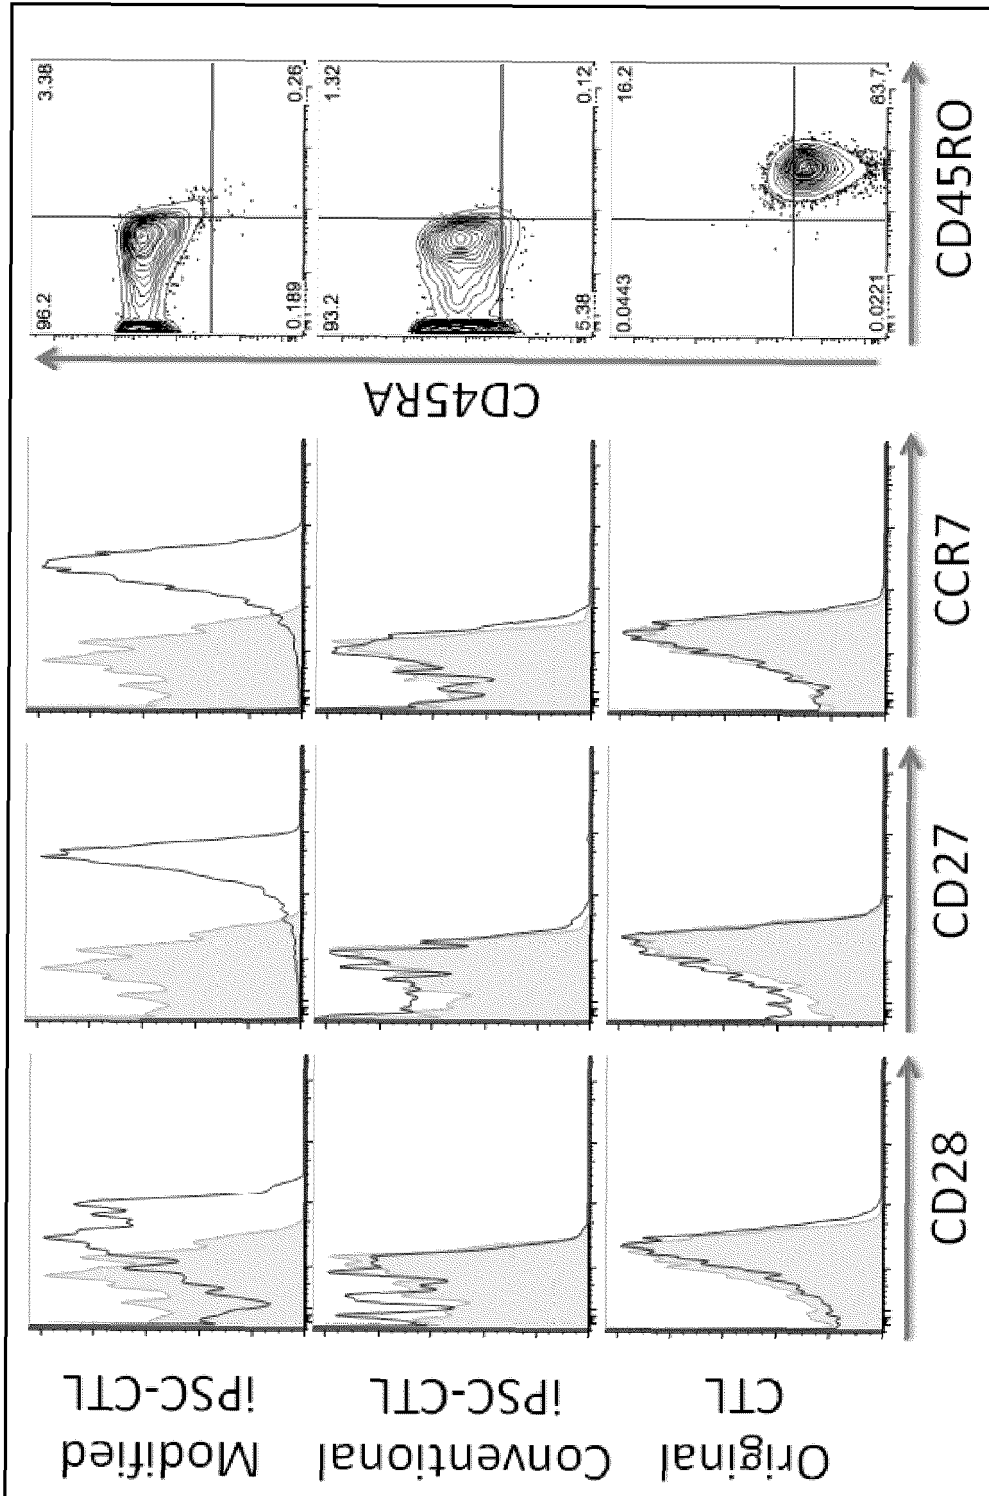 Modified
iPSC-CTL
Conventional
iPSC-CTL
Original
CTL
CD28
CD27
CCR7
CD45RA
CD45RO
96.2
3.38
0.189
0.26
93.2
1.32
5.38
0.12
0.0443
16.2
0.0221
83.7